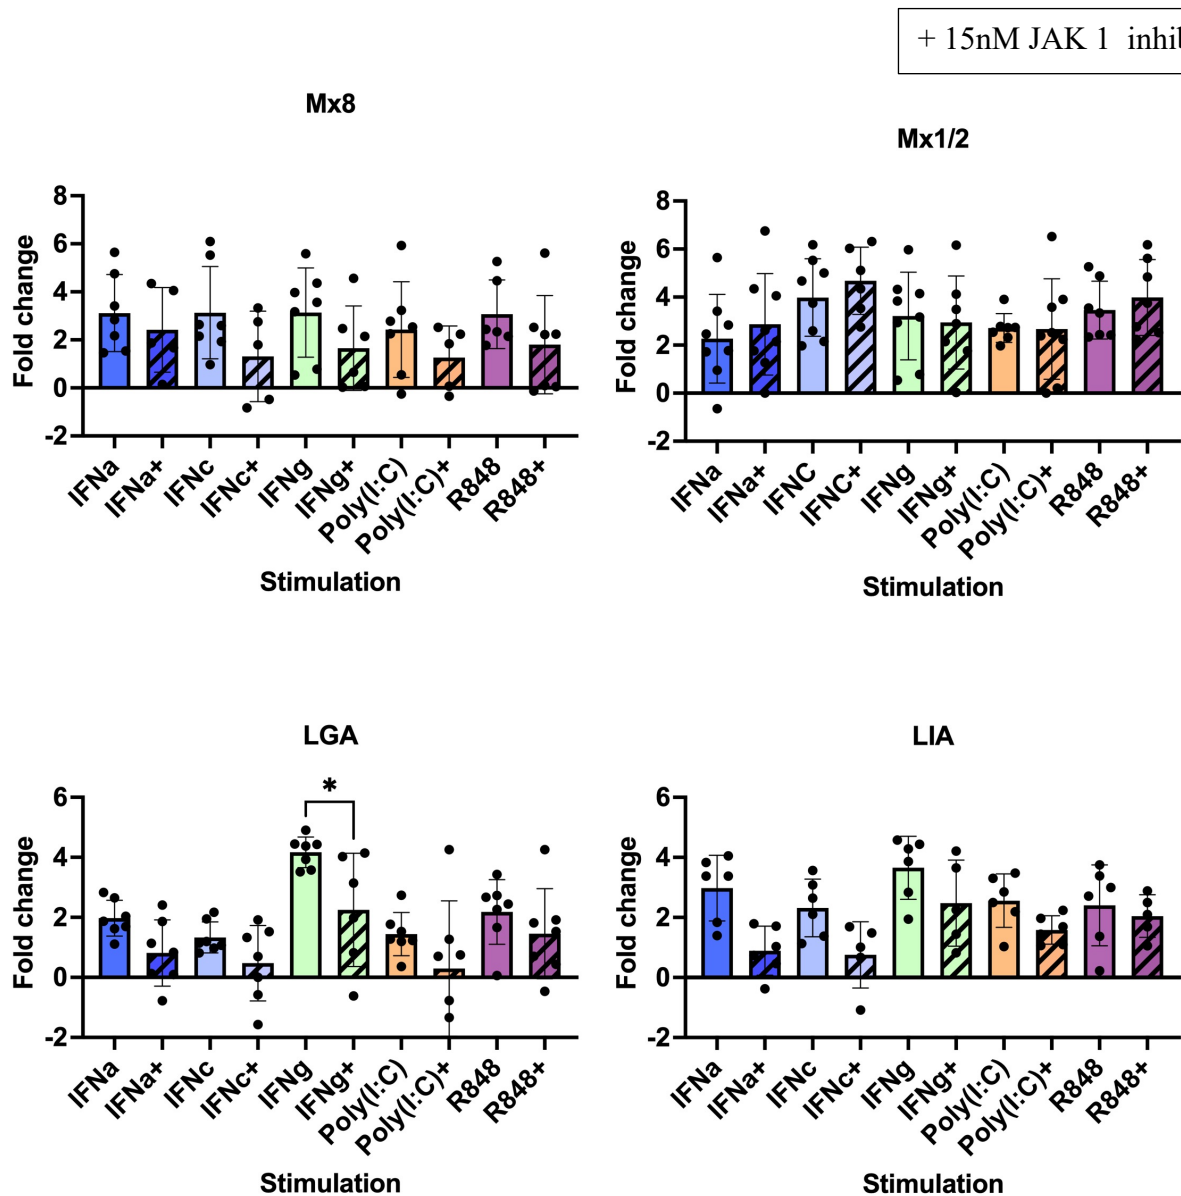 + 15nM JAK 1 inhib
Mx8
Fold change
8
6
4
2
0
-2
IFNa
IFNa+
IFNc
IFNc+
IFNg
IFNg+
Poly(I:C)
Poly(I:C)+
R848
R848+
Stimulation
Mx1/2
Fold change
8
6
4
2
0
-2
IFNa
IFNa+
IFNC
IFNC+
IFNg
IFNg+
Poly(I:C)
Poly(I:C)+
R848
R848+
Stimulation
LGA
Fold change
6
4
2
0
-2
*
IFNa
IFNa+
IFNc
IFNc+
IFNg
IFNg+
Poly(I:C)
Poly(I:C)+
R848
R848+
Stimulation
LIA
Fold change
6
4
2
0
-2
IFNa
IFNa+
IFNc
IFNc+
IFNg
IFNg+
Poly(I:C)
Poly(I:C)+
R848
R848+
Stimulation